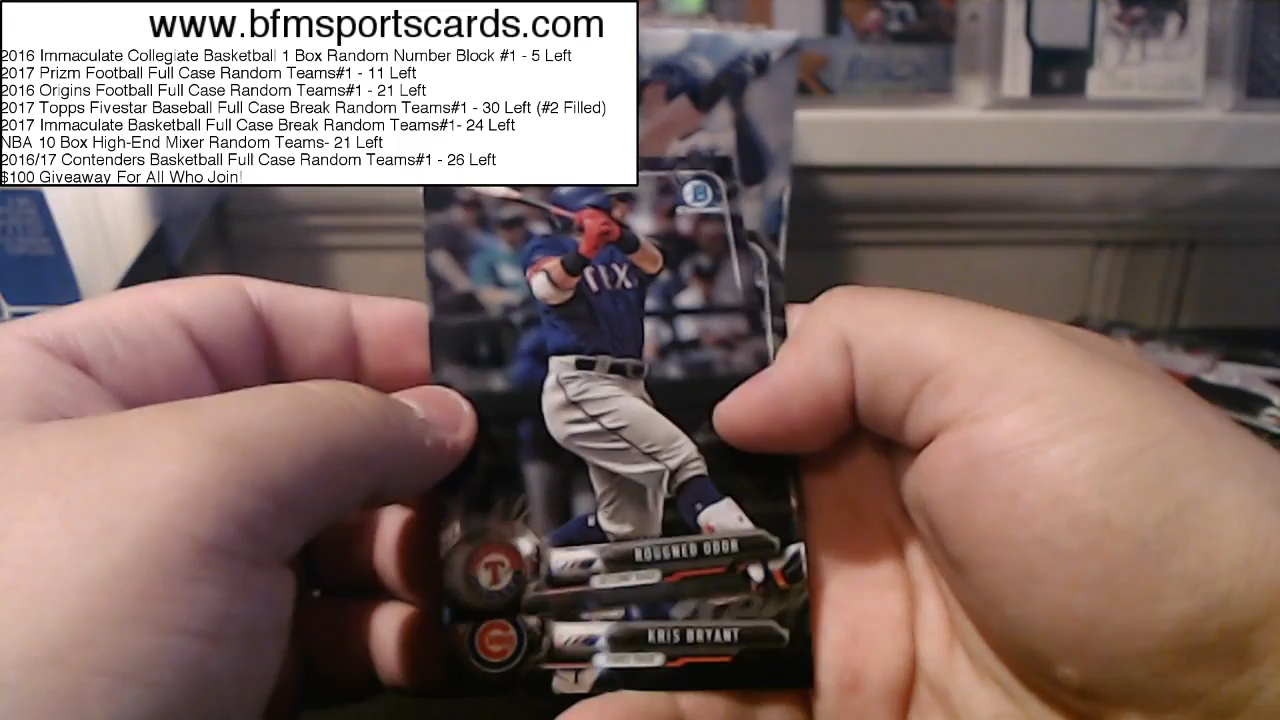 www.bfmsportscards.com
2016 Immaculate Collegiate Basketball 1 Box Random Number Block #1 - 5 Left
2017 Prizm Football Full Case Random Teams#1 - 11 Left
2016 Origins Football Full Case Random Teams#1 - 21 Left
2017 Topps Fivestar Baseball Full Case Break Random Teams#1 - 30 Left (#2 Filled)
2017 Immaculate Basketball Full Case Break Random Teams#1- 24 Left
NBA 10 Box High-End Mixer Random Teams- 21 Left
2016/17 Contenders Basketball Full Case Random Teams#1 - 26 Left
$100 Giveaway For All Who Join!
B
TEX
ROUGNED ODOR
T
KRIS BRYANT
C